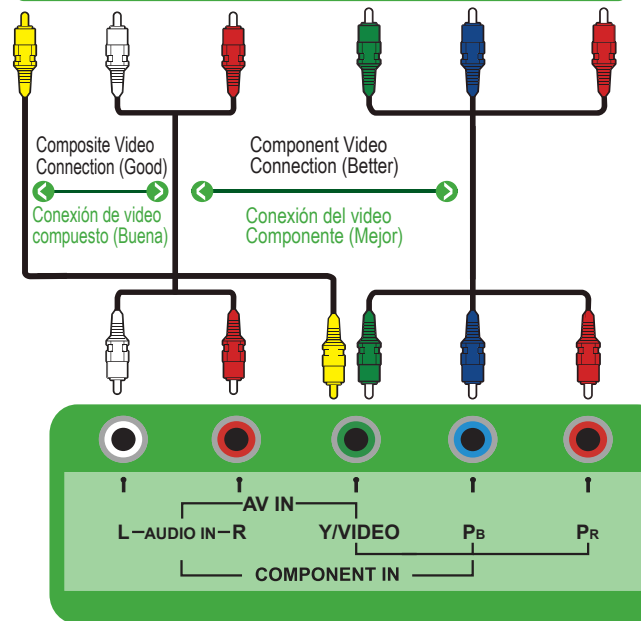 Composite Video
Connection (Good)
Component Video
Connection (Better)
Conexión de video
compuesto (Buena)
Conexión del video
Componente (Mejor)
AV IN
L AUDIO IN R
Y/VIDEO
PB
PR
COMPONENT IN